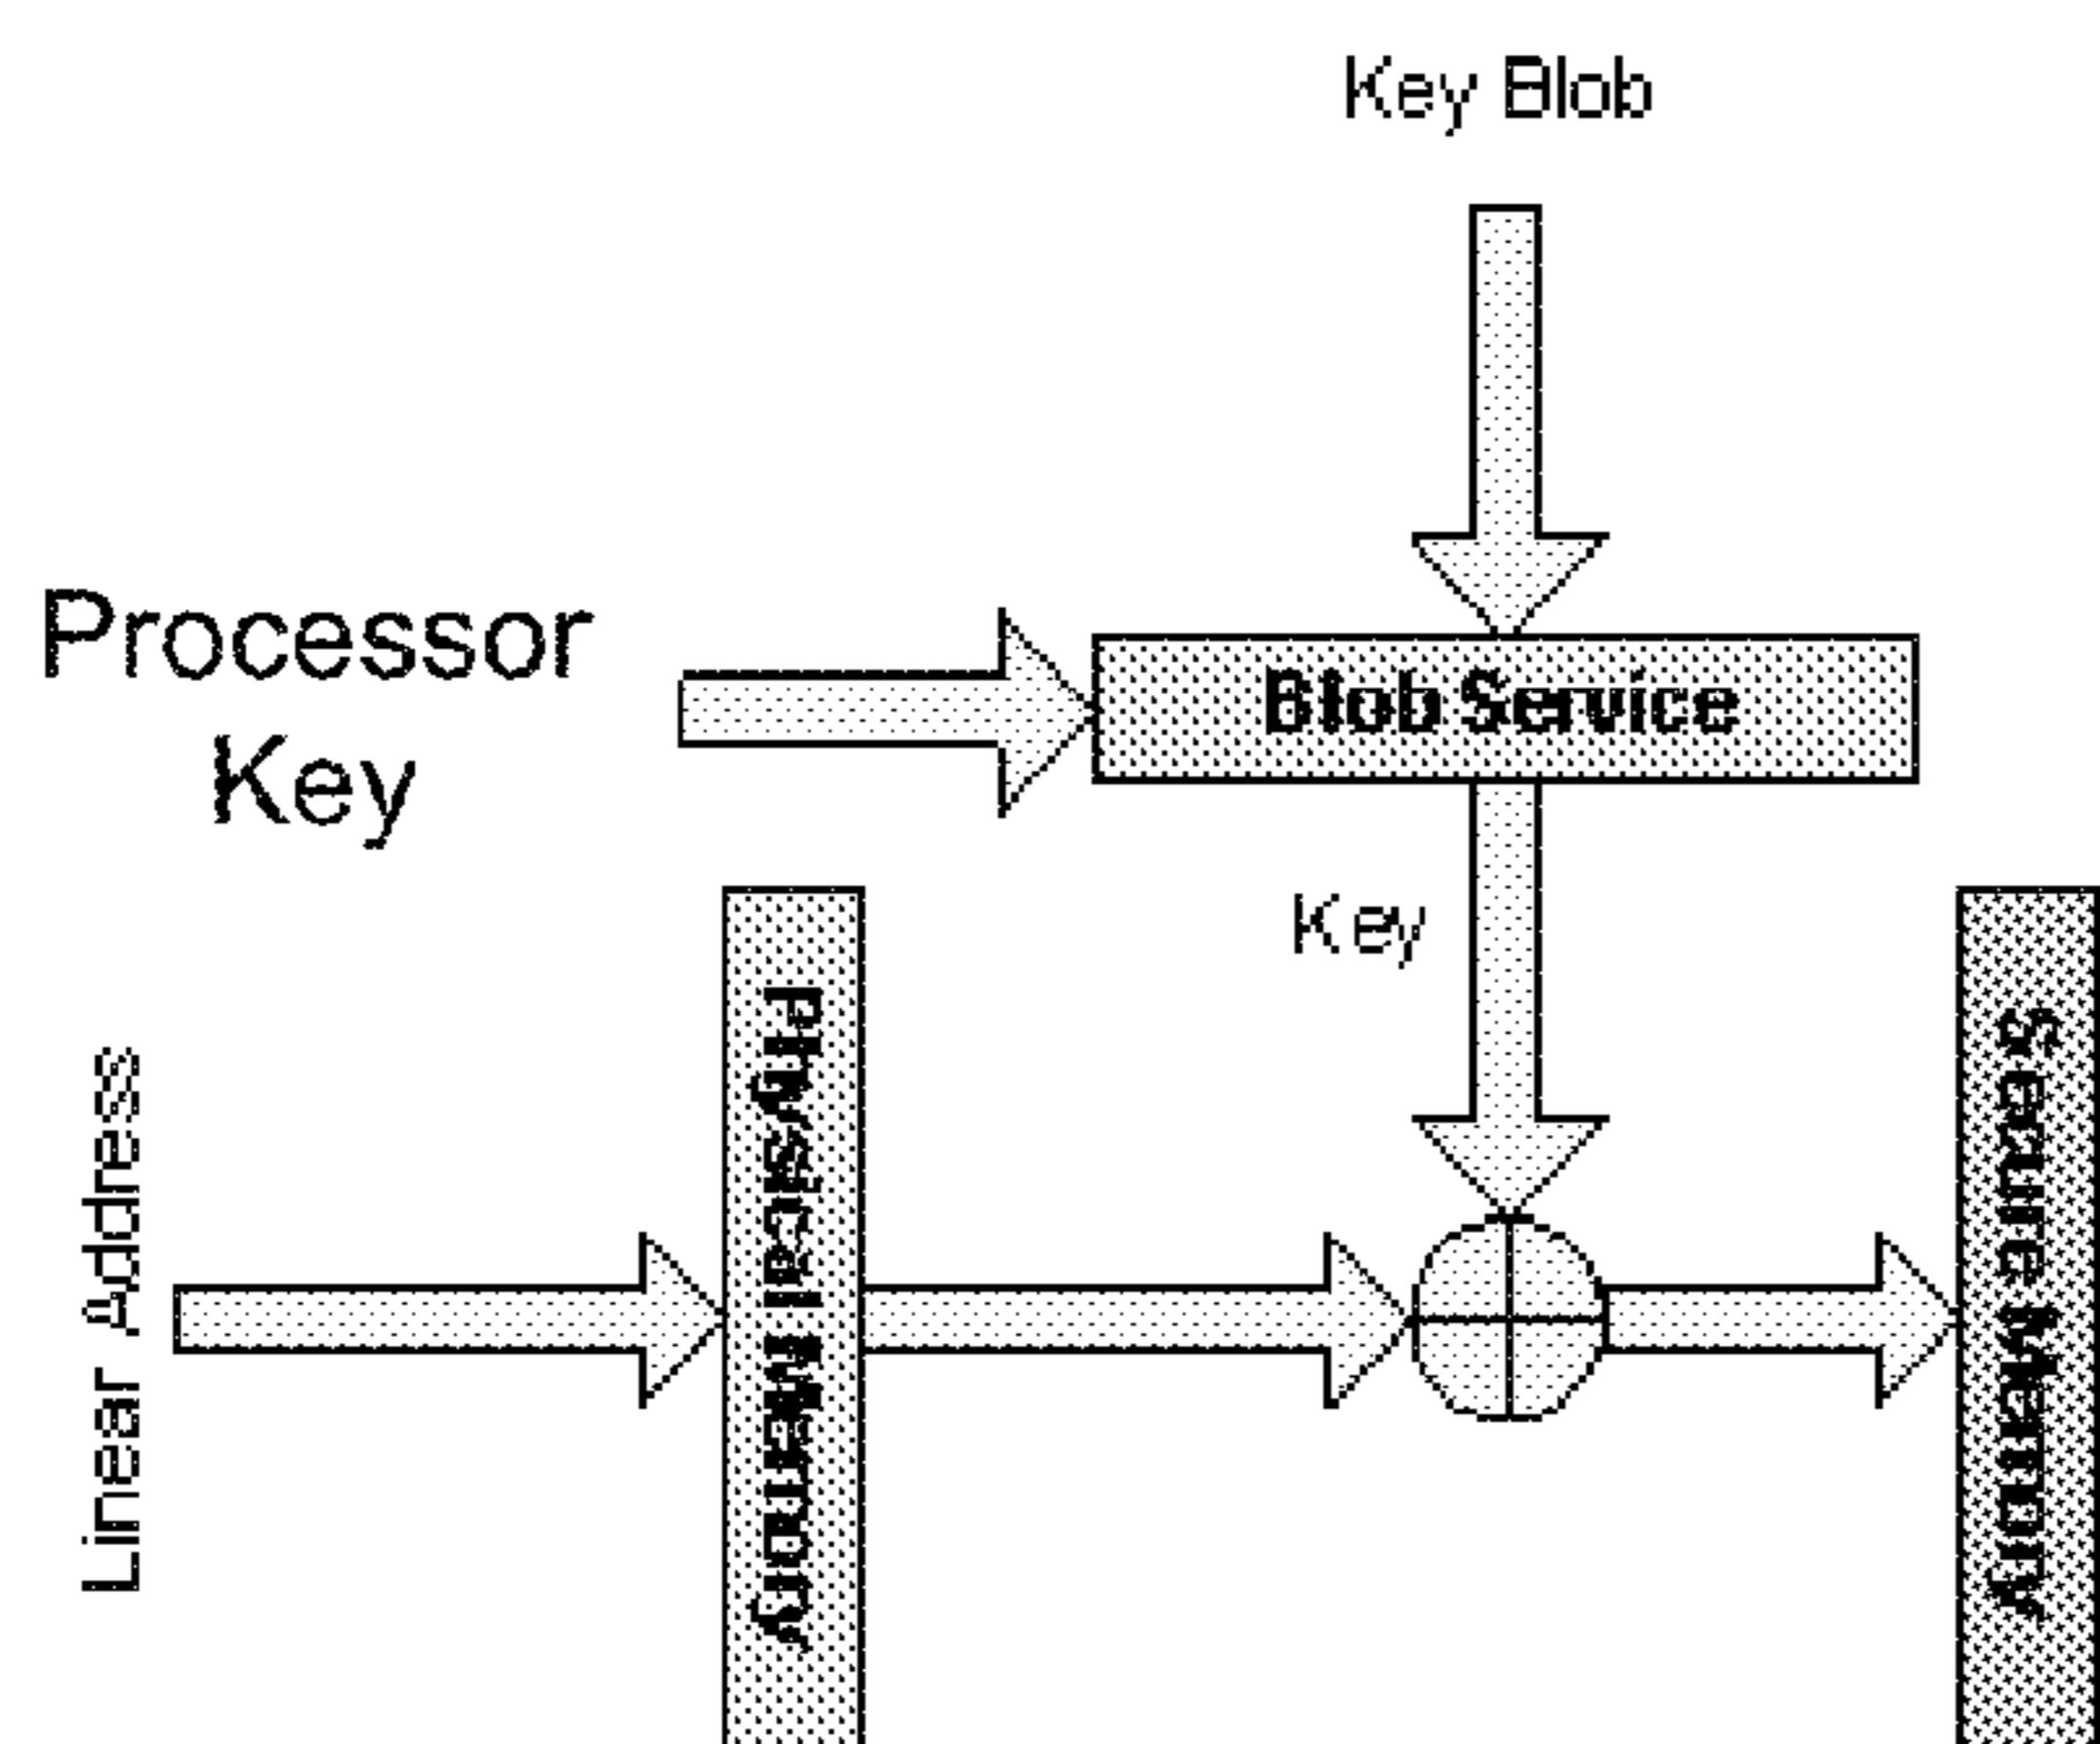 Key Blob
Processor
Key
Blob Service
Key
Linear Address
Physical Memory
Secure Memory